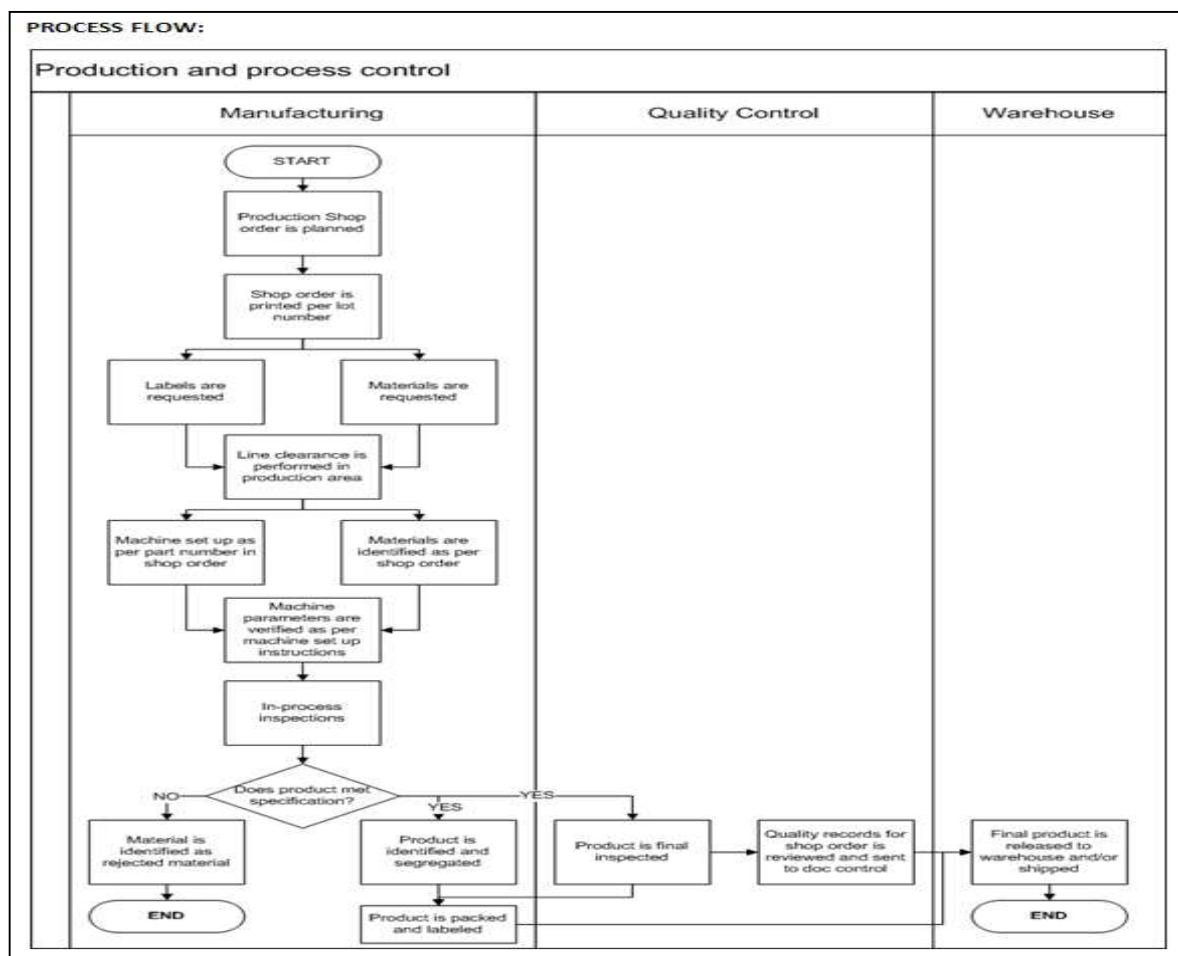 PROCESS FLOW:
Production and process control
Manufacturing
Quality Control
Warehouse
START
Production Shop
order is planned
Shop order is
printed per lot
number
Labels are
requested
Materials are
requested
Line clearance is
performed in
production area
Machine set up as
per part number in
shop order
Materials are
identified as per
shop order
Machine
parameters are
verified as per
machine set up
instructions
In-process
inspections
Does product met
specification?
NO
YES
YES
Material is
identified as
rejected material
Product is
identified and
segregated
Product is final
inspected
Quality records for
shop order is
reviewed and sent
to doc control
Final product is
released to
warehouse and/or
shipped
END
Product is packed
and labeled
END